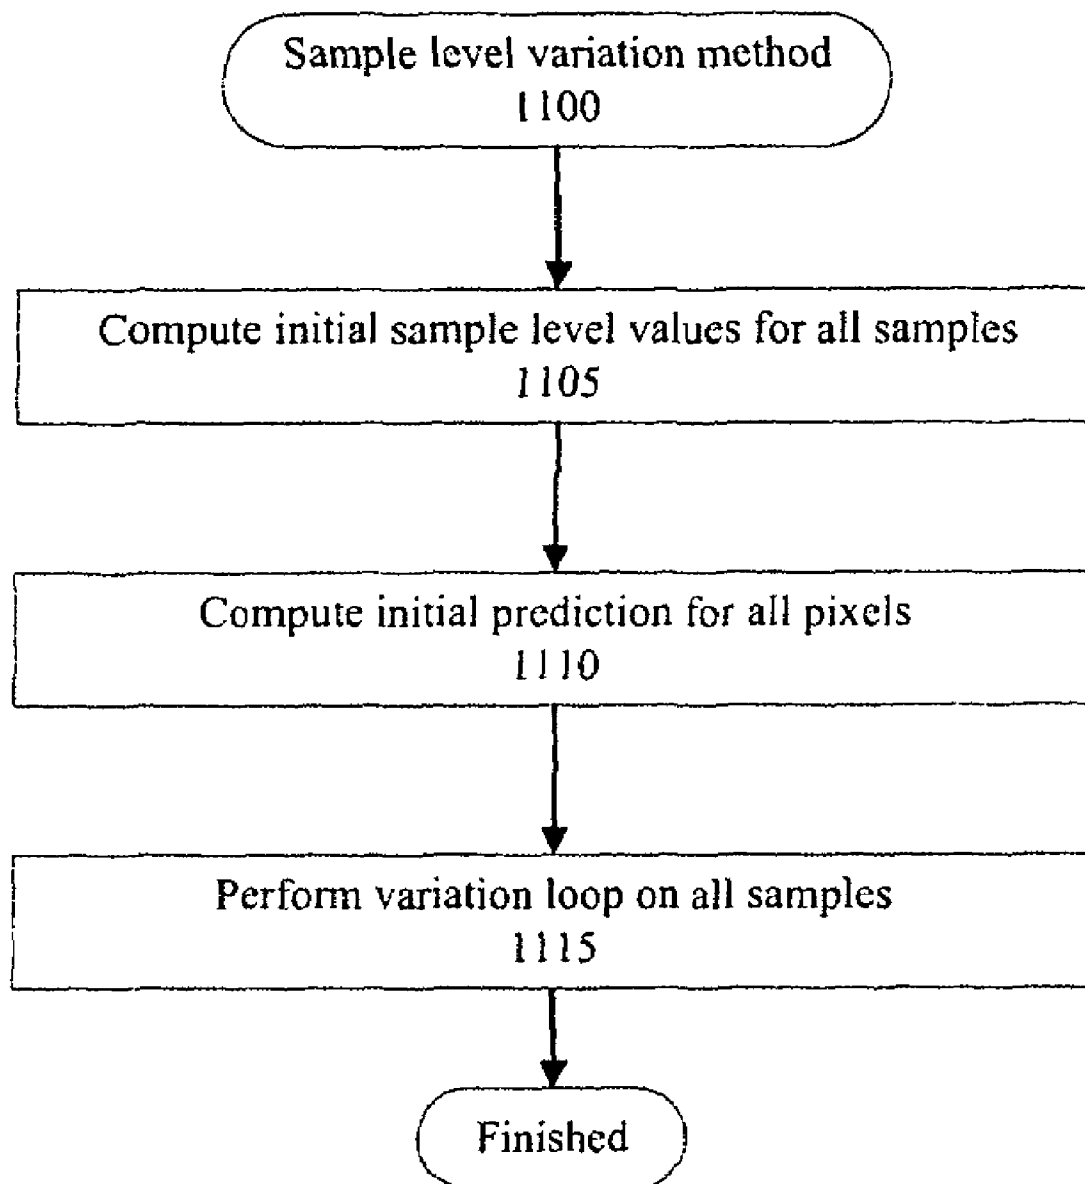 Sample level variation method
1100
Compute initial sample level values for all samples
1105
Compute initial prediction for all pixels
1110
Perform variation loop on all samples
1115
Finished